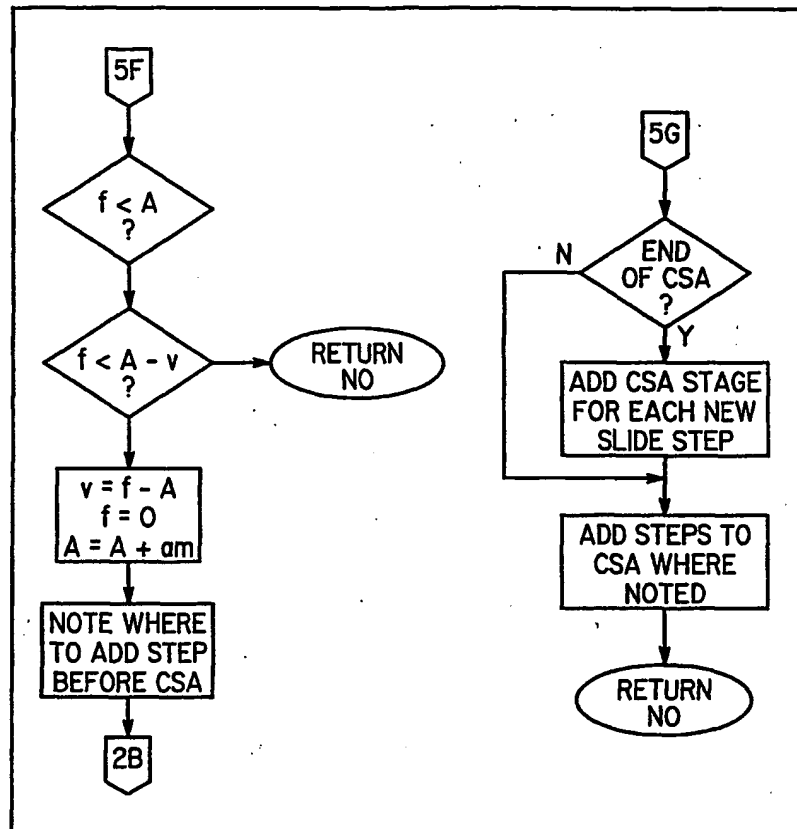 5F
f < A
?
f < A - v
?
RETURN
NO
v = f - A
f = 0
A = A + am
NOTE WHERE
TO ADD STEP
BEFORE CSA
2B
5G
N
END
OF CSA
?
Y
ADD CSA STAGE
FOR EACH NEW
SLIDE STEP
ADD STEPS TO
CSA WHERE
NOTED
RETURN
NO